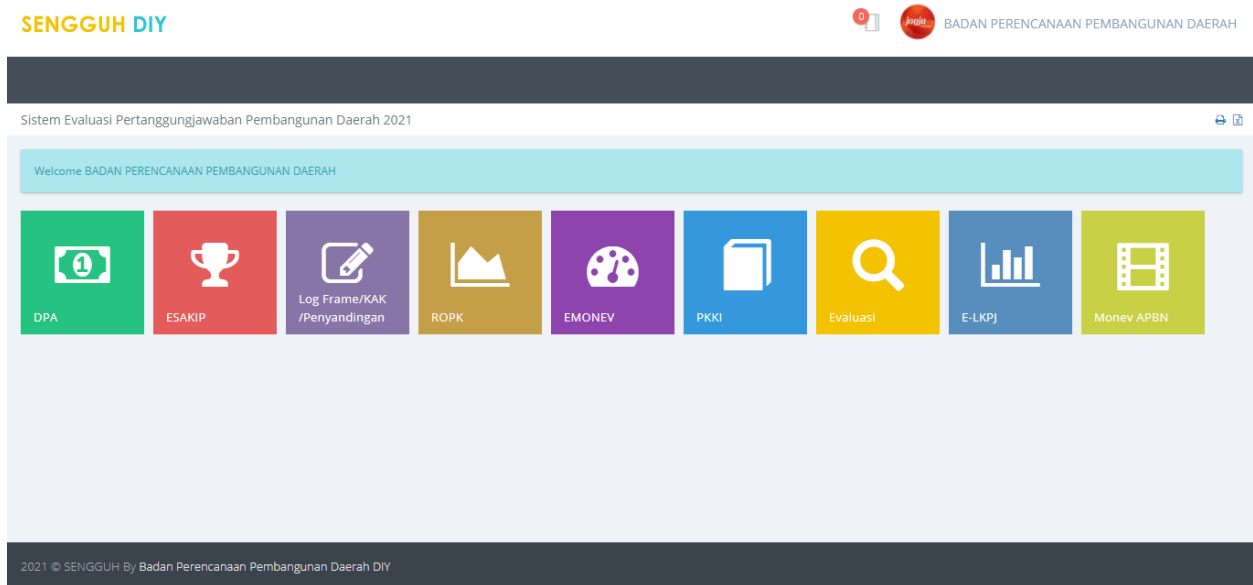 SENGGUH DIY
0
jogja
BADAN PERENCANAAN PEMBANGUNAN DAERAH
Sistem Evaluasi Pertanggungjawaban Pembangunan Daerah 2021
Welcome BADAN PERENCANAAN PEMBANGUNAN DAERAH
1
DPA
ESAKIP
Log Frame/KAK
/Penyandingan
ROPK
EMONEV
PKKI
Evaluasi
E-LKPJ
Monev APBN
2021 © SENGGUH By Badan Perencanaan Pembangunan Daerah DIY